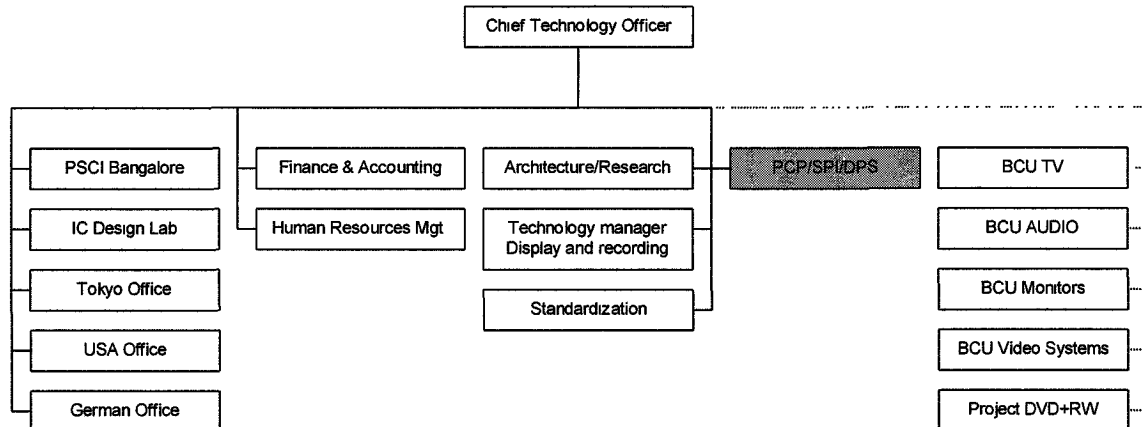 Chief Technology Officer
PSCI Bangalore
IC Design Lab
Tokyo Office
USA Office
German Office
Finance & Accounting
Human Resources Mgt
Architecture/Research
Technology manager
Display and recording
Standardization
PCP/SPI/DPS
BCU TV
BCU AUDIO
BCU Monitors
BCU Video Systems
Project DVD+RW